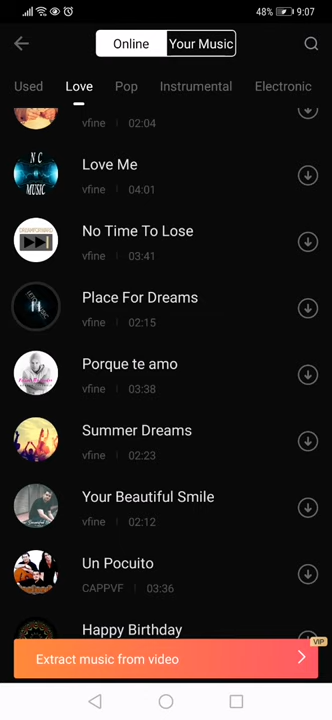 48% 9:07
Online Your Music
Used Love Pop Instrumental Electronic
vfine 02:04
Love Me
vfine 04:01
No Time To Lose
vfine 03:41
Place For Dreams
vfine 02:15
Porque te amo
vfine 03:38
Summer Dreams
vfine 02:23
Your Beautiful Smile
vfine 02:12
Un Pocuito
CAPPVF 03:36
Happy Birthday
VIP
Extract music from video
N C
MUSIC